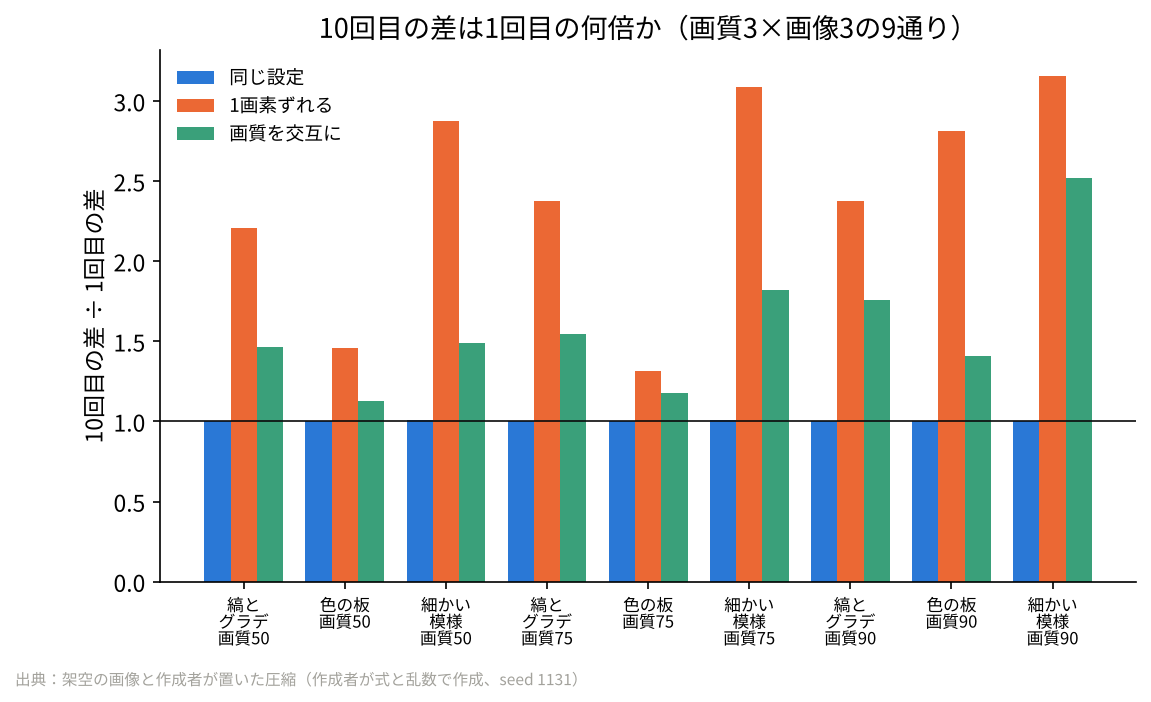 10回目の差は1回目の何倍か（画質3×画像3の9通り）
同じ設定
1画素ずれる
画質を交互に
10回目の差 ÷ 1回目の差
3.0
2.5
2.0
1.5
1.0
0.5
0.0
縞と
グラデ
画質50
色の板
画質50
細かい
模様
画質50
縞と
グラデ
画質75
色の板
画質75
細かい
模様
画質75
縞と
グラデ
画質90
色の板
画質90
細かい
模様
画質90
出典：架空の画像と作成者が置いた圧縮（作成者が式と乱数で作成、seed 1131）